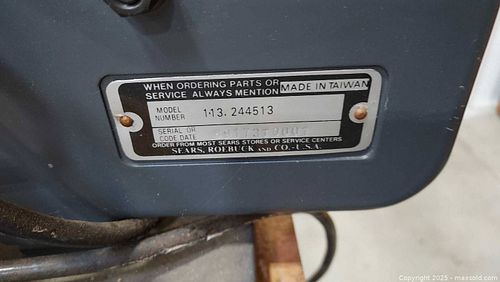 WHEN ORDERING PARTS OR
SERVICE ALWAYS MENTION
MADE IN TAIWAN
MODEL
NUMBER
113.244513
SERIAL OR
CODE DATE
ORDER FROM MOST SEARS STORES OR SERVICE CENTERS
SEARS, ROEBUCK AND CO.-U.S.A.
Copyright © 2025 - maxsold.com